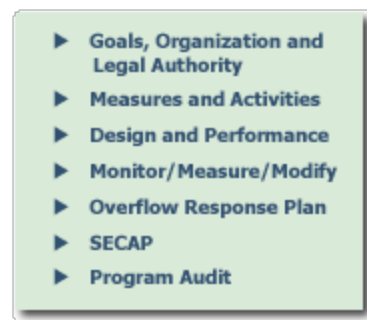 Goals, Organization and
Legal Authority
Measures and Activities
Design and Performance
Monitor/Measure/Modify
Overflow Response Plan
SECAP
Program Audit